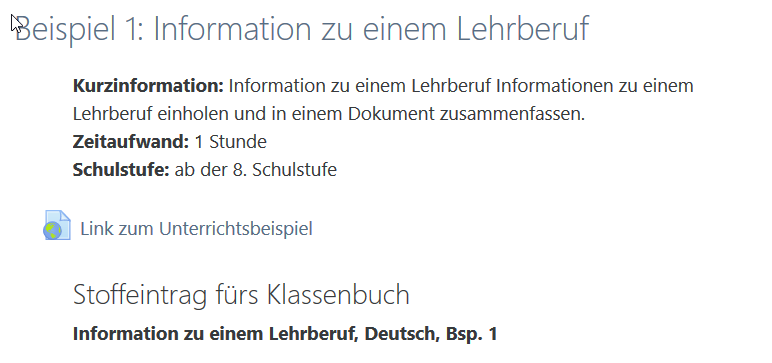 Beispiel 1: Information zu einem Lehrberuf
Kurzinformation: Information zu einem Lehrberuf Informationen zu einem
Lehrberuf einholen und in einem Dokument zusammenfassen.
Zeitaufwand: 1 Stunde
Schulstufe: ab der 8. Schulstufe
Link zum Unterrichtsbeispiel
Stoffeintrag fürs Klassenbuch
Information zu einem Lehrberuf, Deutsch, Bsp. 1